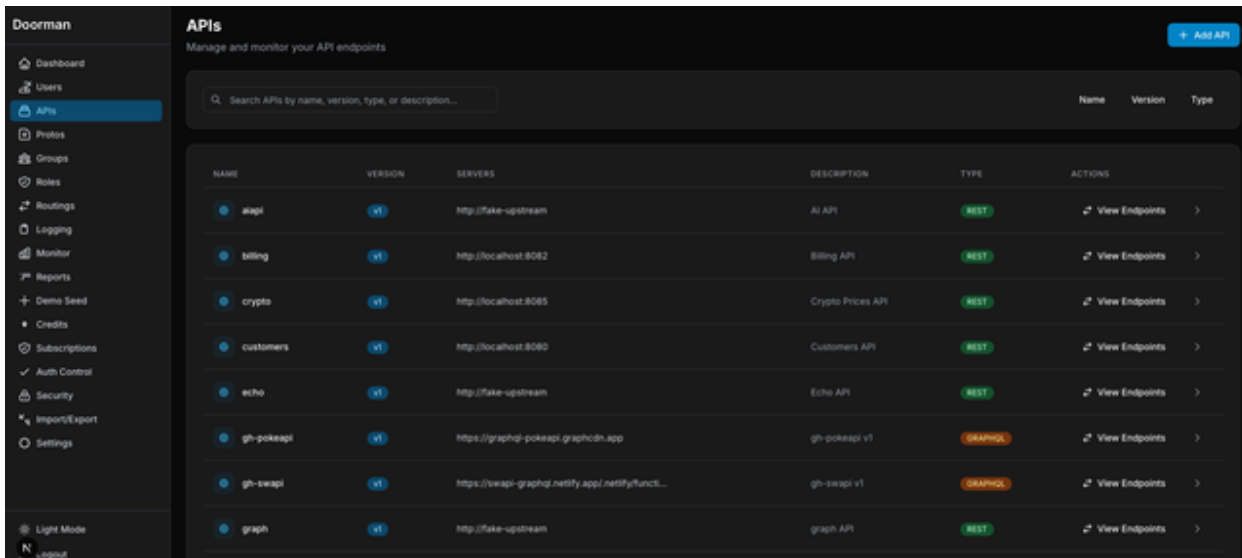 Doorman
Dashboard
Users
APIs
Protos
Groups
Roles
Routings
Logging
Monitor
Reports
Demo Seed
Credits
Subscriptions
Auth Control
Security
Import/Export
Settings
Light Mode
N
Logout
APIs
Manage and monitor your API endpoints
+ Add API
Search APIs by name, version, type, or description...
Name Version Type
NAME VERSION SERVERS DESCRIPTION TYPE ACTIONS
aiapi v1 http://fake-upstream AI API REST View Endpoints
billing v1 http://localhost:8082 Billing API REST View Endpoints
crypto v1 http://localhost:8085 Crypto Prices API REST View Endpoints
customers v1 http://localhost:8080 Customers API REST View Endpoints
echo v1 http://fake-upstream Echo API REST View Endpoints
gh-pokeapi v1 https://graphql-pokeapi.graphcdn.app gh-pokeapi v1 GRAPHQL View Endpoints
gh-swapi v1 https://swapi-graphql.netlify.app/.netlify/functi... gh-swapi v1 GRAPHQL View Endpoints
graph v1 http://fake-upstream graph API REST View Endpoints